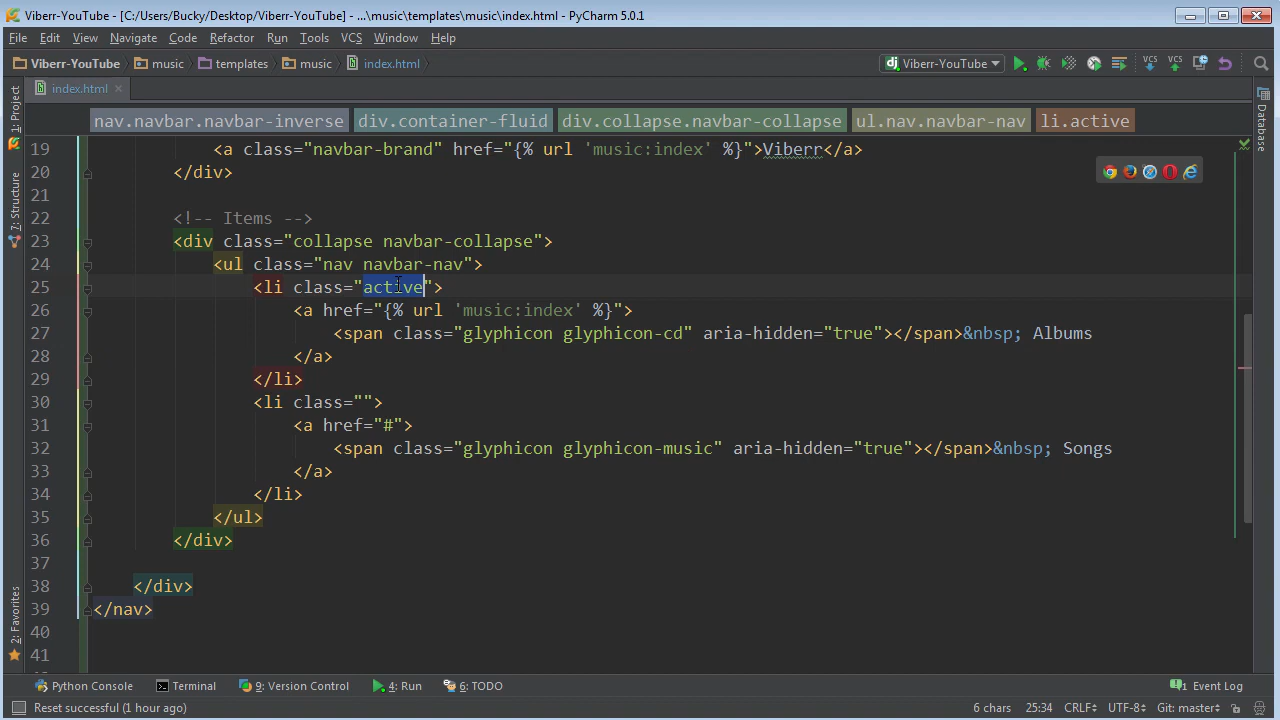 Viberr-YouTube - [C:/Users/Bucky/Desktop/Viberr-YouTube] - ...\music\templates\music\index.html - PyCharm 5.0.1
File Edit View Navigate Code Refactor Run Tools VCS Window Help
Viberr-YouTube music templates music index.html dj Viberr-YouTube VCS VCS
1: Project
7: Structure
2: Favorites
index.html
Database
nav.navbar.navbar-inverse div.container-fluid div.collapse.navbar-collapse ul.nav.navbar-nav li.active
19 <a class="navbar-brand" href="{% url 'music:index' %}">Viberr</a>
20 </div>
21
22 <!-- Items -->
23 <div class="collapse navbar-collapse">
24 <ul class="nav navbar-nav">
25 <li class="active">
26 <a href="{% url 'music:index' %}">
27 <span class="glyphicon glyphicon-cd" aria-hidden="true"></span>&nbsp; Albums
28 </a>
29 </li>
30 <li class="">
31 <a href="#">
32 <span class="glyphicon glyphicon-music" aria-hidden="true"></span>&nbsp; Songs
33 </a>
34 </li>
35 </ul>
36 </div>
37
38 </div>
39 </nav>
40
41
Python Console Terminal 9: Version Control 4: Run 6: TODO 1 Event Log
Reset successful (1 hour ago) 6 chars 25:34 CRLF UTF-8 Git: master